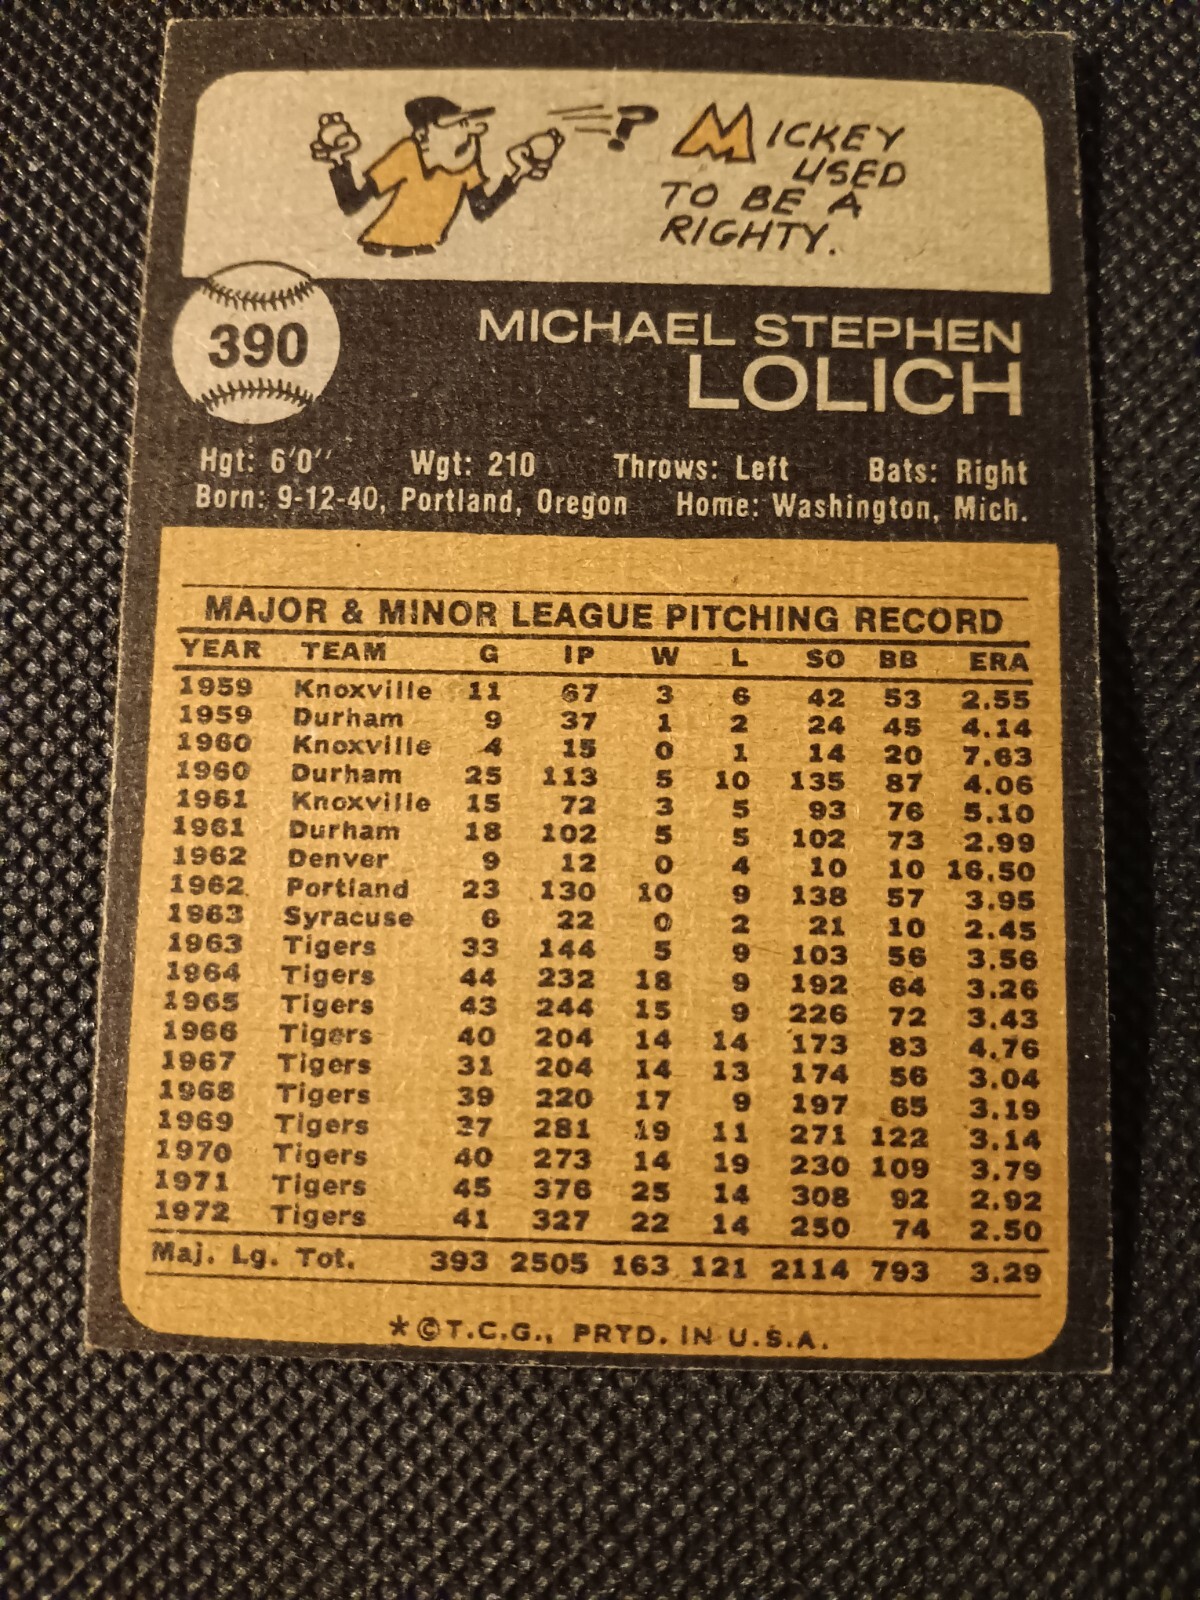 ? MICKEY
USED
TO BE A
RIGHTY.
390
MICHAEL STEPHEN
LOLICH
Hgt: 6'0" Wgt: 210 Throws: Left Bats: Right
Born: 9-12-40, Portland, Oregon Home: Washington, Mich.
MAJOR & MINOR LEAGUE PITCHING RECORD
YEAR TEAM G IP W L SO BB ERA
1959 Knoxville 11 67 3 6 42 53 2.55
1959 Durham 9 37 1 2 24 45 4.14
1960 Knoxville 4 15 0 1 14 20 7.63
1960 Durham 25 113 5 10 135 87 4.06
1961 Knoxville 15 72 3 5 93 76 5.10
1961 Durham 18 102 5 5 102 73 2.99
1962 Denver 9 12 0 4 10 10 16.50
1962 Portland 23 130 10 9 138 57 3.95
1963 Syracuse 6 22 0 2 21 10 2.45
1963 Tigers 33 144 5 9 103 56 3.56
1964 Tigers 44 232 18 9 192 64 3.26
1965 Tigers 43 244 15 9 226 72 3.43
1966 Tigers 40 204 14 14 173 83 4.76
1967 Tigers 31 204 14 13 174 56 3.04
1968 Tigers 39 220 17 9 197 65 3.19
1969 Tigers 37 281 19 11 271 122 3.14
1970 Tigers 40 273 14 19 230 109 3.79
1971 Tigers 45 376 25 14 308 92 2.92
1972 Tigers 41 327 22 14 250 74 2.50
Maj. Lg. Tot. 393 2505 163 121 2114 793 3.29
*©T.C.G., PRTD. IN U.S.A.